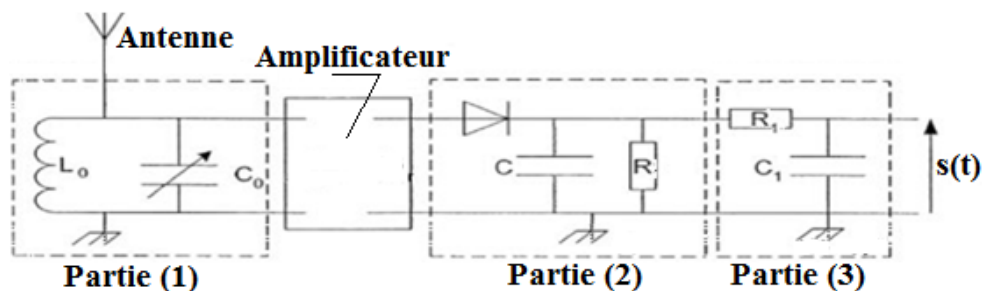 Antenne
Amplificateur
L₀
C₀
C
R
R₁
C₁
s(t)
Partie (1)
Partie (2)
Partie (3)